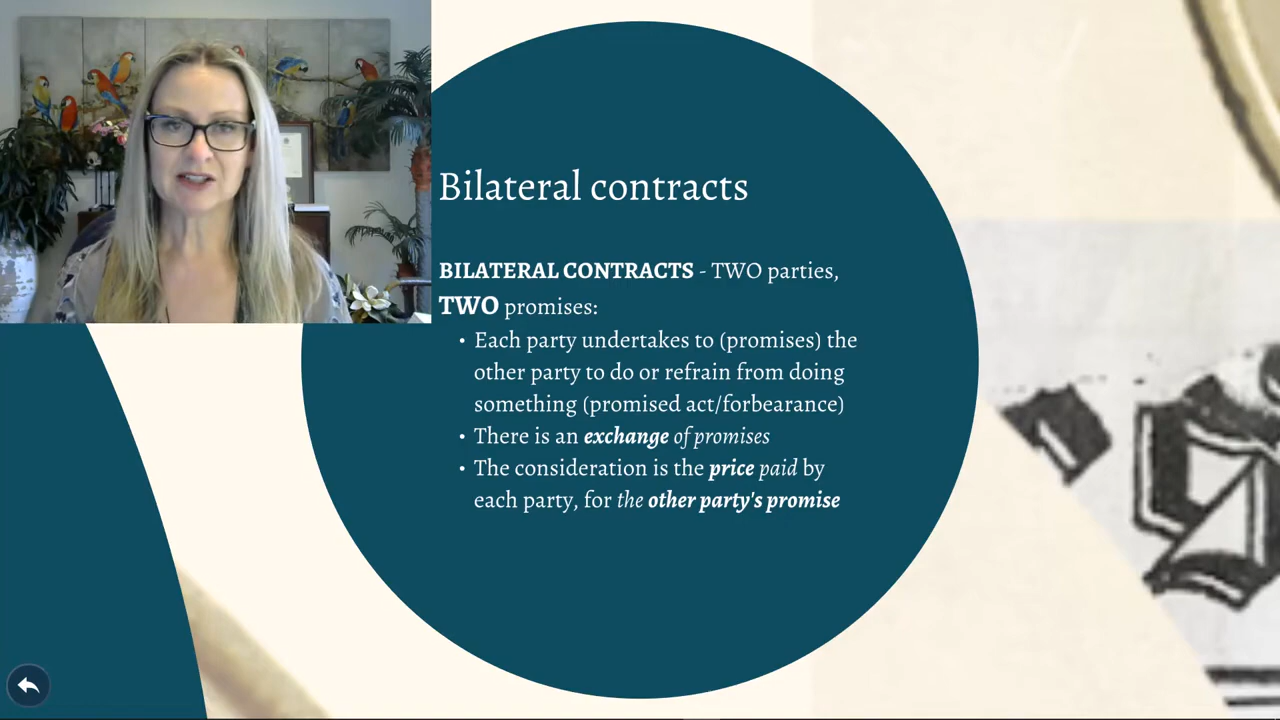 Bilateral contracts
BILATERAL CONTRACTS - TWO parties,
TWO promises:
• Each party undertakes to (promises) the
other party to do or refrain from doing
something (promised act/forbearance)
• There is an exchange of promises
• The consideration is the price paid by
each party, for the other party's promise